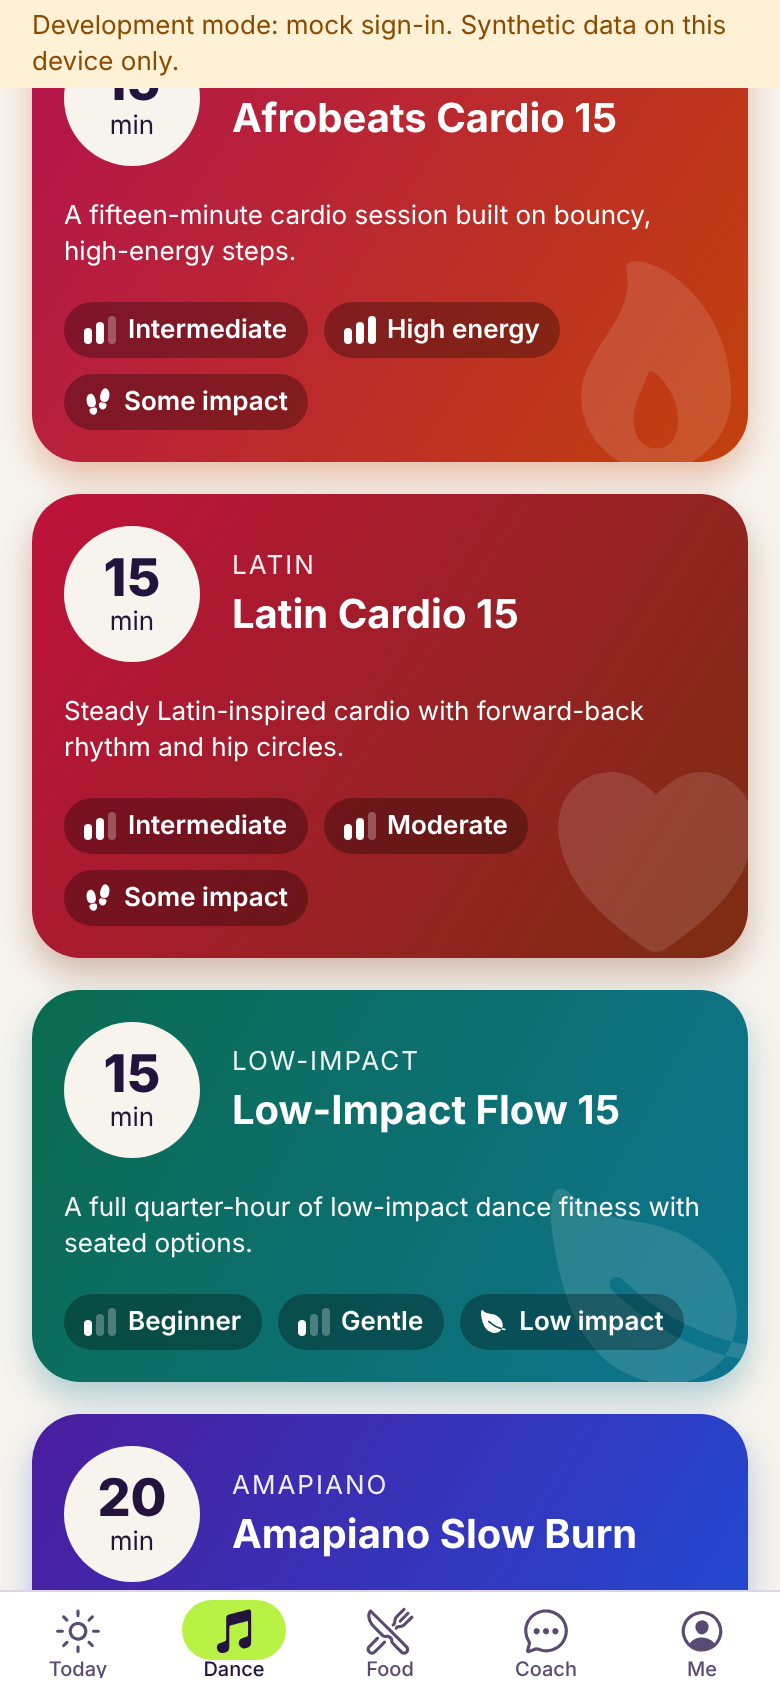 Development mode: mock sign-in. Synthetic data on this
device only.
15
min
Afrobeats Cardio 15
A fifteen-minute cardio session built on bouncy,
high-energy steps.
Intermediate
High energy
Some impact
15
min
LATIN
Latin Cardio 15
Steady Latin-inspired cardio with forward-back
rhythm and hip circles.
Intermediate
Moderate
Some impact
15
min
LOW-IMPACT
Low-Impact Flow 15
A full quarter-hour of low-impact dance fitness with
seated options.
Beginner
Gentle
Low impact
20
min
AMAPIANO
Amapiano Slow Burn
Today
Dance
Food
Coach
Me